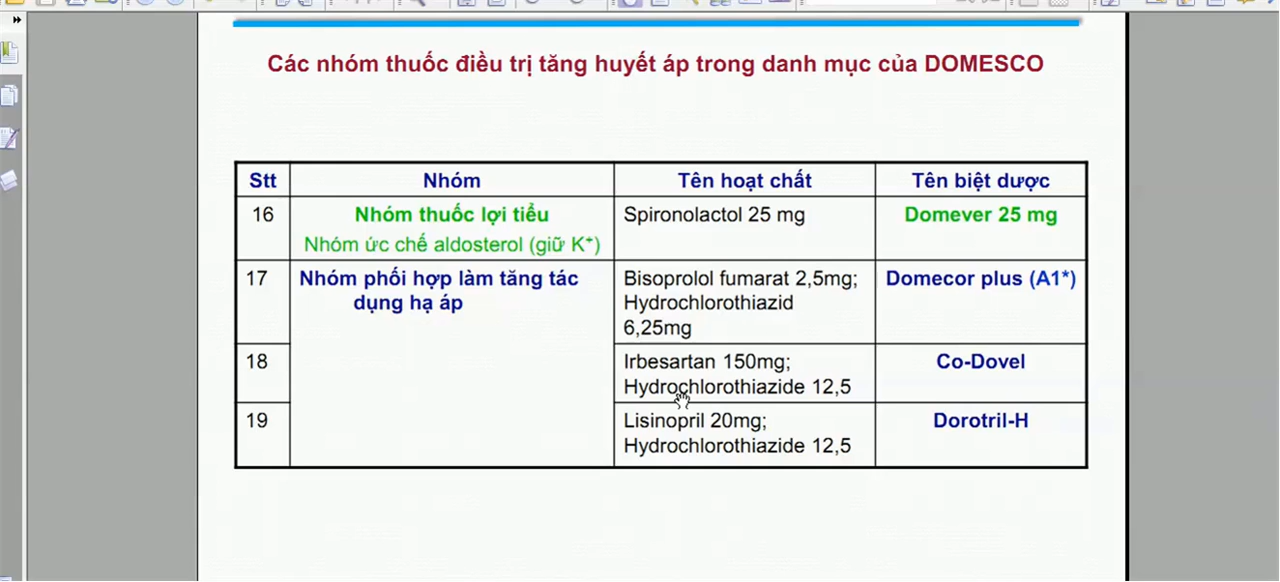 Các nhóm thuốc điều trị tăng huyết áp trong danh mục của DOMESCO
Stt Nhóm Tên hoạt chất Tên biệt dược
16 Nhóm thuốc lợi tiểu Spironolactol 25 mg Domever 25 mg
Nhóm ức chế aldosterol (giữ K⁺)
17 Nhóm phối hợp làm tăng tác Bisoprolol fumarat 2,5mg; Domecor plus (A1*)
dụng hạ áp Hydrochlorothiazid
6,25mg
18 Irbesartan 150mg; Co-Dovel
Hydrochlorothiazide 12,5
19 Lisinopril 20mg; Dorotril-H
Hydrochlorothiazide 12,5